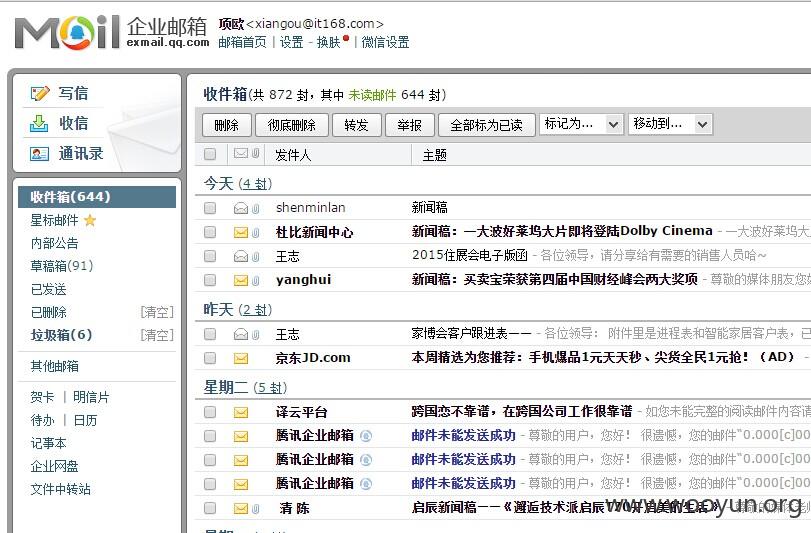 MOil 企业邮箱 exmail.qq.com
项欧<xiangou@it168.com>
邮箱首页 | 设置 - 换肤 | 微信设置
写信
收信
通讯录
收件箱(644)
星标邮件
内部公告
草稿箱(91)
已发送
已删除 [清空]
垃圾箱(6) [清空]
其他邮箱
贺卡 | 明信片
待办 | 日历
记事本
企业网盘
文件中转站
收件箱(共 872 封，其中 未读邮件 644 封)
删除 彻底删除 转发 举报 全部标为已读 标记为... 移动到...
发件人 主题
今天 (4 封)
shenminlan 新闻稿
杜比新闻中心 新闻稿：一大波好莱坞大片即将登陆Dolby Cinema - 一大波好莱坞大
王志 2015住展会电子版函 - 各位领导，请分享给有需要的销售人员哈~
yanghui 新闻稿：买卖宝荣获第四届中国财经峰会两大奖项 - 尊敬的媒体朋友您
昨天 (2 封)
王志 家博会客户跟进表—— - 各位领导： 附件里是进程表和智能家居客户表，已
京东JD.com 本周精选为您推荐：手机爆品1元天天秒、尖货全民1元抢！（AD） -
星期二 (5 封)
译云平台 跨国恋不靠谱，在跨国公司工作很靠谱 - 如您未能完整的阅读邮件内容请
腾讯企业邮箱 邮件未能发送成功 - 尊敬的用户，您好！ 很遗憾，您的邮件“0.000[c]00
腾讯企业邮箱 邮件未能发送成功 - 尊敬的用户，您好！ 很遗憾，您的邮件“0.000[c]00
腾讯企业邮箱 邮件未能发送成功 - 尊敬的用户，您好！ 很遗憾，您的邮件“0.000[c]00
清 陈 启辰新闻稿——《邂逅技术派启辰T70开启美的生活》
www.wooyun.org